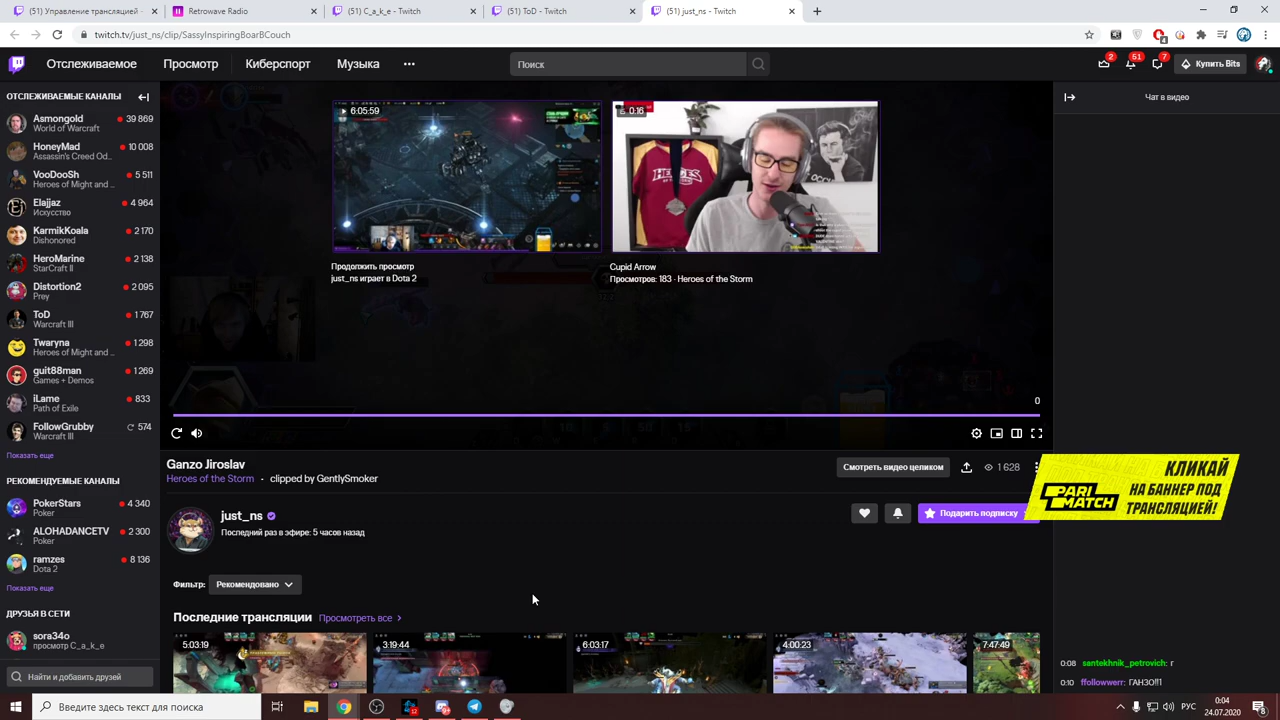 (51) Управление трансляцией -
Retrowave Radio
(51) C_a_k_e - Twitch
(51) ToD - Twitch
(51) just_ns - Twitch
twitch.tv/just_ns/clip/SassyInspiringBoarBCouch
Отслеживаемое
Просмотр
Киберспорт
Музыка
Поиск
2
51
7
Купить Bits
ОТСЛЕЖИВАЕМЫЕ КАНАЛЫ
Asmongold
39 869
World of Warcraft
HoneyMad
10 008
Assassin's Creed Od...
VooDooSh
5 511
Heroes of Might and ...
Elajjaz
4 964
Искусство
KarmikKoala
2 170
Dishonored
HeroMarine
2 138
StarCraft II
Distortion2
2 095
Prey
ToD
1 767
Warcraft III
Twaryna
1 298
Heroes of Might and ...
guit88man
1 269
Games + Demos
iLame
833
Path of Exile
FollowGrubby
574
Warcraft III
Показать еще
РЕКОМЕНДУЕМЫЕ КАНАЛЫ
PokerStars
4 340
Poker
ALOHADANCETV
2 300
Poker
ramzes
8 136
Dota 2
Показать еще
ДРУЗЬЯ В СЕТИ
sora34o
просмотр C_a_k_e
Найти и добавить друзей
6:05:59
Продолжить просмотр
just_ns играет в Dota 2
0:16
HEROES
Cupid Arrow
Просмотров: 183 · Heroes of the Storm
0
Ganzo Jiroslav
Heroes of the Storm • clipped by GentlySmoker
Смотреть видео целиком
1 628
just_ns
Последний раз в эфире: 5 часов назад
Подарить подписку
Фильтр:
Рекомендовано
Последние трансляции
Просмотреть все
5:03:19
3:19:44
6:03:17
4:00:23
7:47:49
Чат в видео
КЛИКАЙ
НА БАННЕР ПОД
ТРАНСЛЯЦИЕЙ!
PARI
MATCH
0:08 santekhnik_petrovich: г
0:10 ffollowwerr: ГАНЗО!!1
Введите здесь текст для поиска
РУС
0:04
24.07.2020